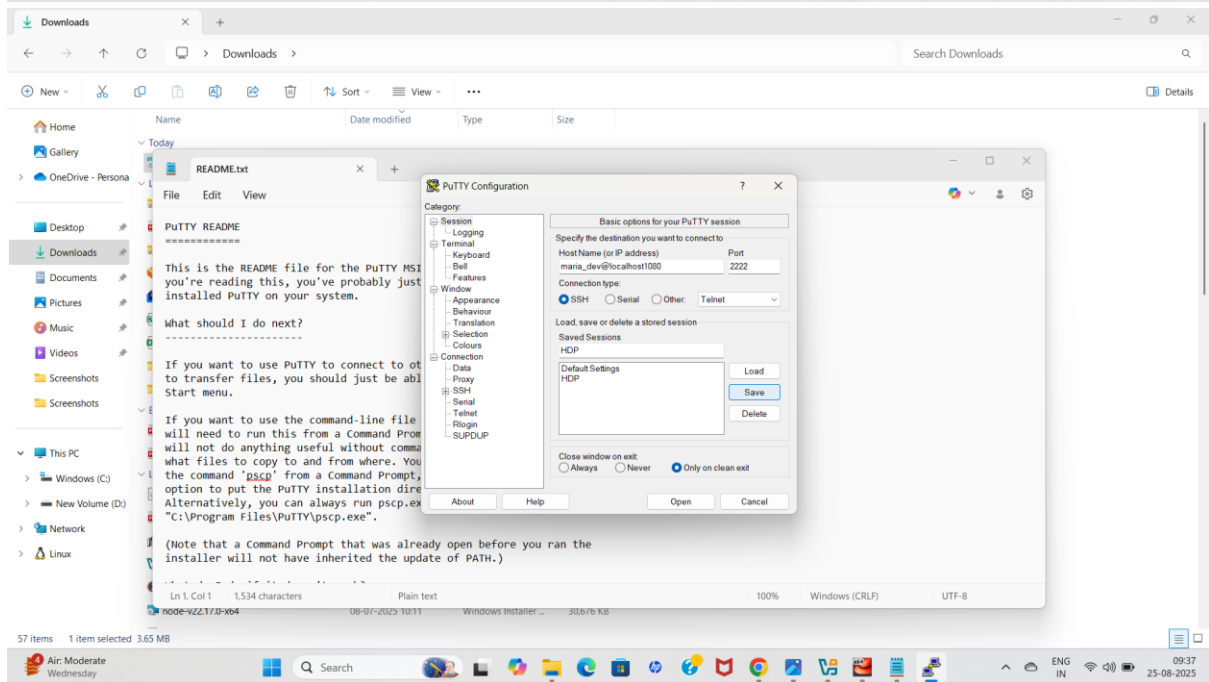 Downloads
Downloads
Search Downloads
New
Sort
View
Details
Name Date modified Type Size
Home
Gallery
OneDrive - Persona
Desktop
Downloads
Documents
Pictures
Music
Videos
Screenshots
Screenshots
This PC
Windows (C:)
New Volume (D:)
Network
Linux
Today
README.txt
File Edit View
PuTTY README
============
This is the README file for the PuTTY MSI
you're reading this, you've probably just
installed PuTTY on your system.
What should I do next?
----------------------
If you want to use PuTTY to connect to ot
to transfer files, you should just be abl
Start menu.
If you want to use the command-line file
will need to run this from a Command Prom
will not do anything useful without comma
what files to copy to and from where. You
the command 'pscp' from a Command Prompt,
option to put the PuTTY installation dire
Alternatively, you can always run pscp.ex
"C:\Program Files\PuTTY\pscp.exe".
(Note that a Command Prompt that was already open before you ran the
installer will not have inherited the update of PATH.)
Ln 1, Col 1 1,534 characters Plain text 100% Windows (CRLF) UTF-8
PuTTY Configuration ?
Category:
Session
Logging
Terminal
Keyboard
Bell
Features
Window
Appearance
Behaviour
Translation
Selection
Colours
Connection
Data
Proxy
SSH
Serial
Telnet
Rlogin
SUPDUP
Basic options for your PuTTY session
Specify the destination you want to connect to
Host Name (or IP address) Port
maria_dev@localhost1080 2222
Connection type:
SSH Serial Other: Telnet
Load, save or delete a stored session
Saved Sessions
HDP
Default Settings
HDP
Load
Save
Delete
Close window on exit:
Always Never Only on clean exit
About Help Open Cancel
node-v22.17.0-x64 08-07-2025 10:11 Windows Installer ... 30,676 KB
57 items 1 item selected 3.65 MB
4
Air: Moderate
Wednesday
Search
ENG
IN
09:37
25-08-2025